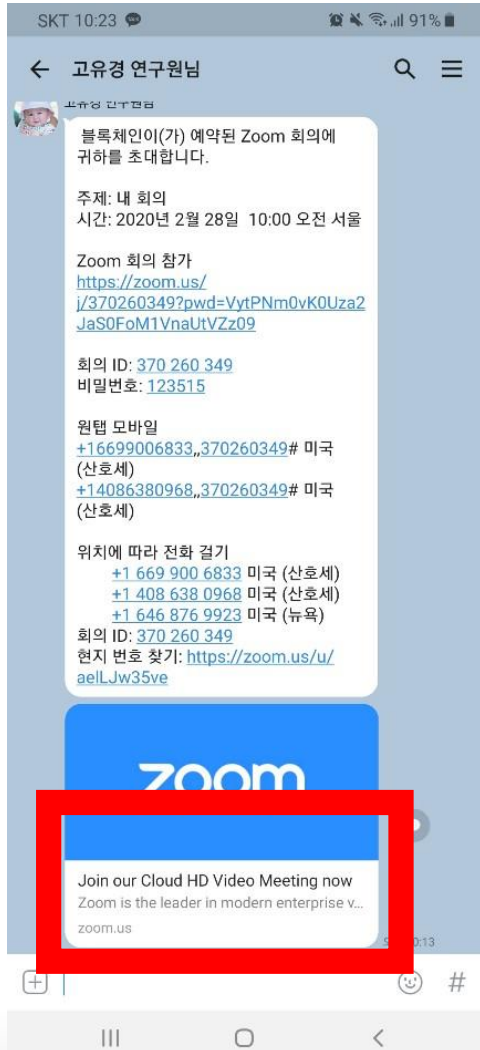 SKT 10:23
91%
고유경 연구원님
고유경 연구원님
블록체인이(가) 예약된 Zoom 회의에
귀하를 초대합니다.
주제: 내 회의
시간: 2020년 2월 28일 10:00 오전 서울
Zoom 회의 참가
https://zoom.us/
j/370260349?pwd=VytPNm0vK0Uza2
JaS0FoM1VnaUtVZz09
회의 ID: 370 260 349
비밀번호: 123515
원탭 모바일
+16699006833,,370260349# 미국
(산호세)
+14086380968,,370260349# 미국
(산호세)
위치에 따라 전화 걸기
+1 669 900 6833 미국 (산호세)
+1 408 638 0968 미국 (산호세)
+1 646 876 9923 미국 (뉴욕)
회의 ID: 370 260 349
현지 번호 찾기: https://zoom.us/u/
aelLJw35ve
zoom
Join our Cloud HD Video Meeting now
Zoom is the leader in modern enterprise v...
zoom.us
#